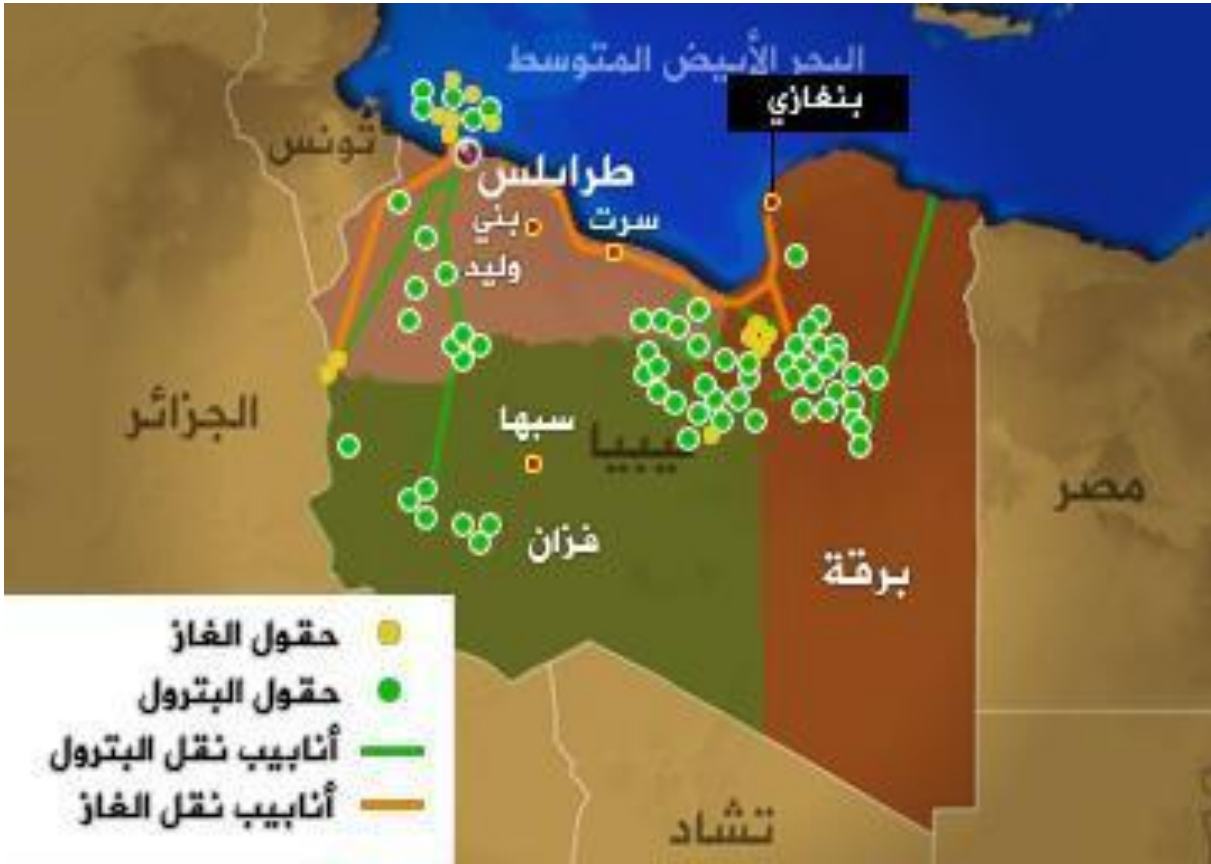 البحر الأبيض المتوسط
بنغازي
تونس
طرابلس
بني
وليد
سرت
الجزائر
سبها
ليبيا
مصر
فزان
برقة
حقول الغاز
حقول البترول
أنابيب نقل البترول
أنابيب نقل الغاز
تشاد